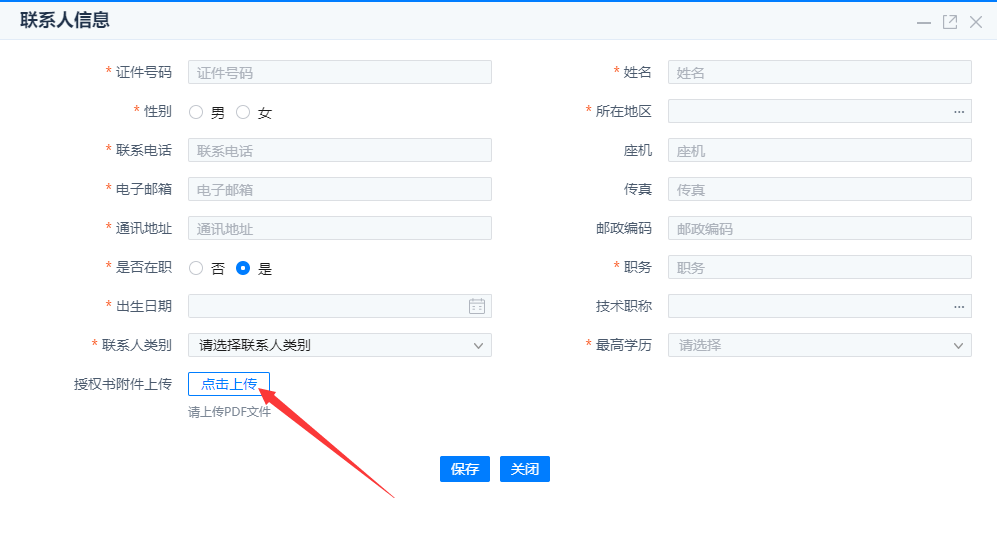 联系人信息
* 证件号码 证件号码 * 姓名 姓名
* 性别 男 女 * 所在地区 ...
* 联系电话 联系电话 座机 座机
* 电子邮箱 电子邮箱 传真 传真
* 通讯地址 通讯地址 邮政编码 邮政编码
* 是否在职 否 是 * 职务 职务
* 出生日期 技术职称 ...
* 联系人类别 请选择联系人类别 * 最高学历 请选择
授权书附件上传 点击上传
请上传PDF文件
保存 关闭